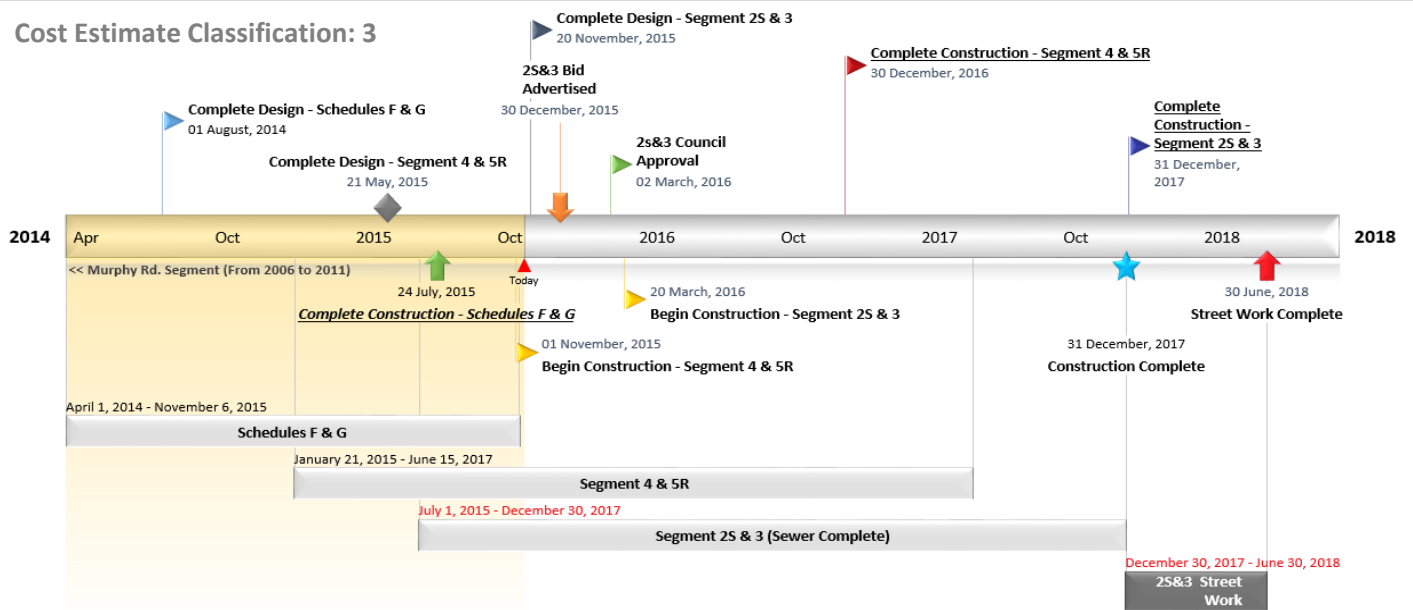 Cost Estimate Classification: 3
Complete Design - Segment 2S & 3
20 November, 2015
2S&3 Bid
Advertised
30 December, 2015
Complete Construction - Segment 4 & 5R
30 December, 2016
Complete Design - Schedules F & G
01 August, 2014
Complete
Construction -
Segment 2S & 3
31 December,
2017
2s&3 Council
Approval
02 March, 2016
Complete Design - Segment 4 & 5R
21 May, 2015
2014 Apr Oct 2015 Oct 2016 Oct 2017 Oct 2018 2018
<< Murphy Rd. Segment (From 2006 to 2011)
Today
24 July, 2015
Complete Construction - Schedules F & G
20 March, 2016
Begin Construction - Segment 2S & 3
30 June, 2018
Street Work Complete
01 November, 2015
Begin Construction - Segment 4 & 5R
31 December, 2017
Construction Complete
April 1, 2014 - November 6, 2015
Schedules F & G
January 21, 2015 - June 15, 2017
Segment 4 & 5R
July 1, 2015 - December 30, 2017
Segment 2S & 3 (Sewer Complete)
December 30, 2017 - June 30, 2018
2S&3 Street
Work